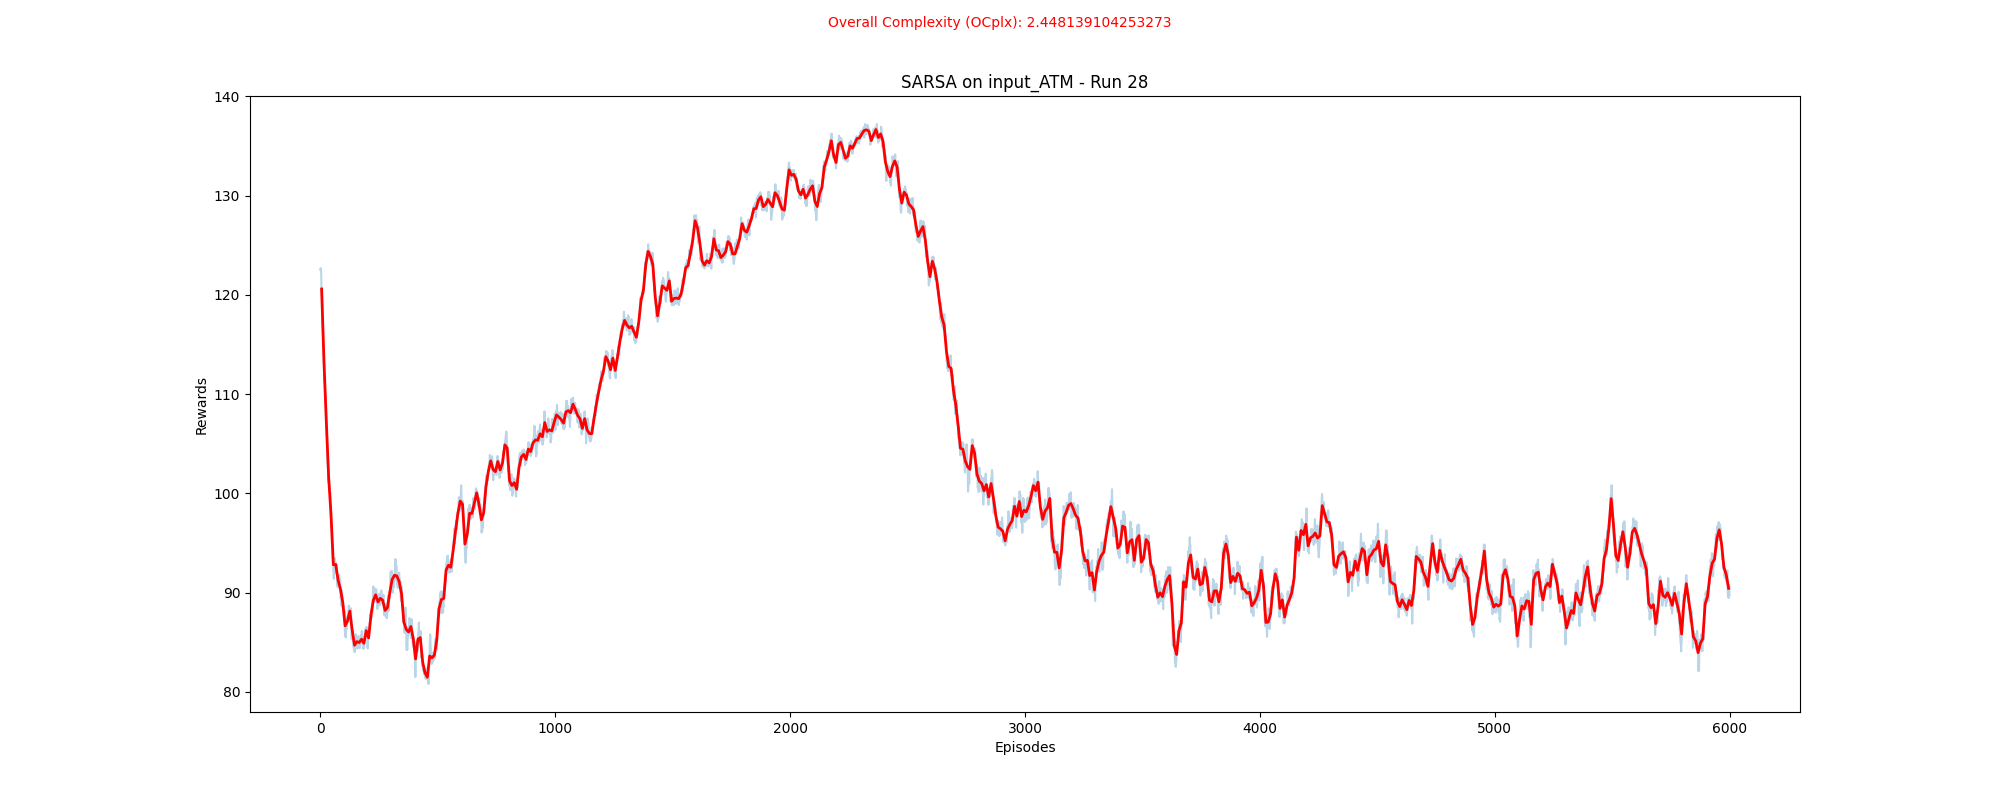 Overall Complexity (OCplx): 2.448139104253273
SARSA on input_ATM - Run 28
140
130
120
110
100
90
80
Rewards
0 1000 2000 3000 4000 5000 6000
Episodes